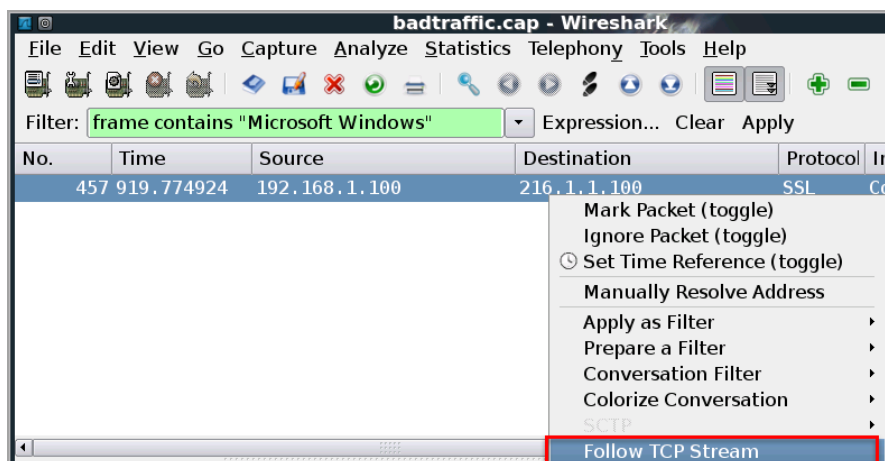 badtraffic.cap - Wireshark
File Edit View Go Capture Analyze Statistics Telephony Tools Help
Filter: frame contains "Microsoft Windows" Expression... Clear Apply
No. Time Source Destination Protocol
457 919.774924 192.168.1.100 216.1.1.100 SSL
Mark Packet (toggle)
Ignore Packet (toggle)
Set Time Reference (toggle)
Manually Resolve Address
Apply as Filter
Prepare a Filter
Conversation Filter
Colorize Conversation
SCTP
Follow TCP Stream